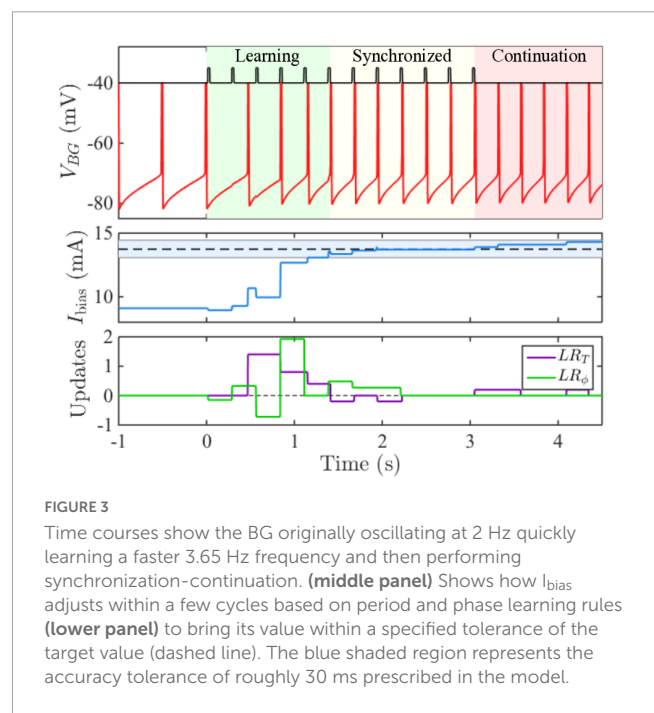 Learning Synchronized Continuation
-40
-60
-80
V_BG (mV)
15
10
I_bias (mA)
2
1
0
-1
Updates
LR_T
LR_ϕ
-1 0 1 2 3 4
Time (s)
FIGURE 3
Time courses show the BG originally oscillating at 2 Hz quickly
learning a faster 3.65 Hz frequency and then performing
synchronization-continuation. (middle panel) Shows how I_bias
adjusts within a few cycles based on period and phase learning rules
(lower panel) to bring its value within a specified tolerance of the
target value (dashed line). The blue shaded region represents the
accuracy tolerance of roughly 30 ms prescribed in the model.